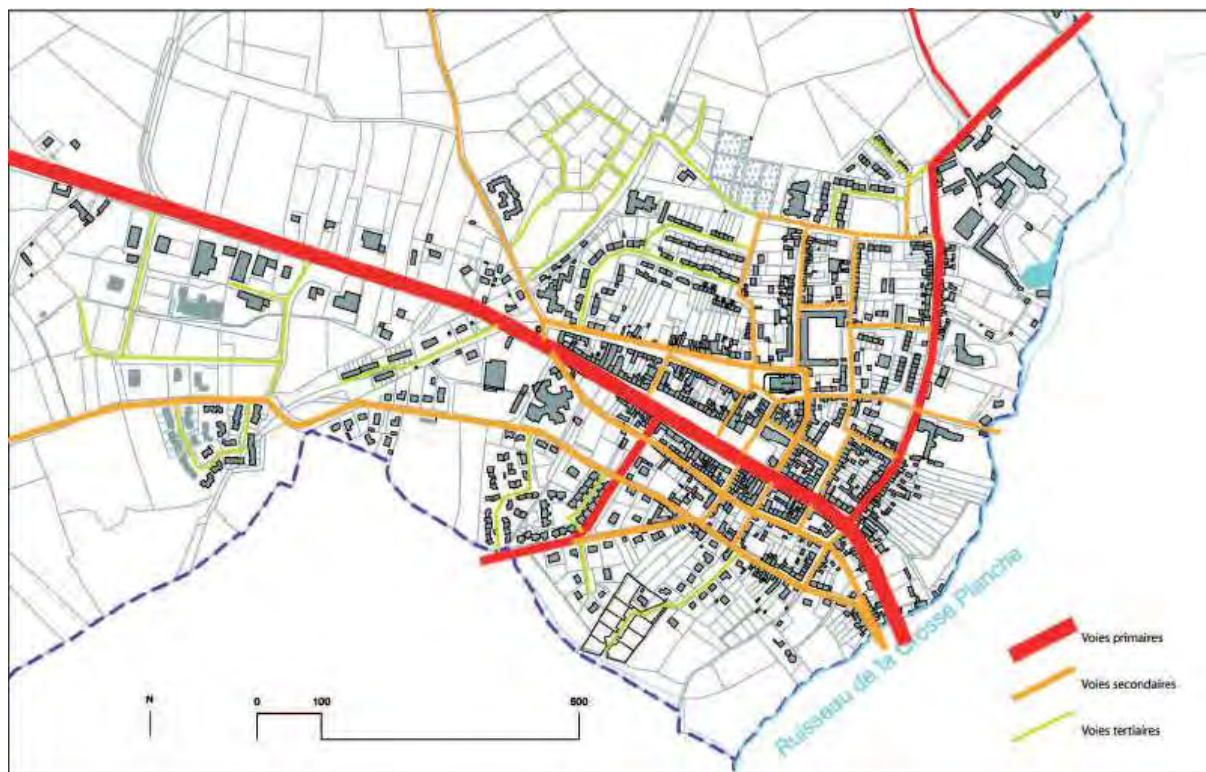 Ruisseau de la Grosse Planche
Voies primaires
Voies secondaires
Voies tertiaires
N
0 100 500